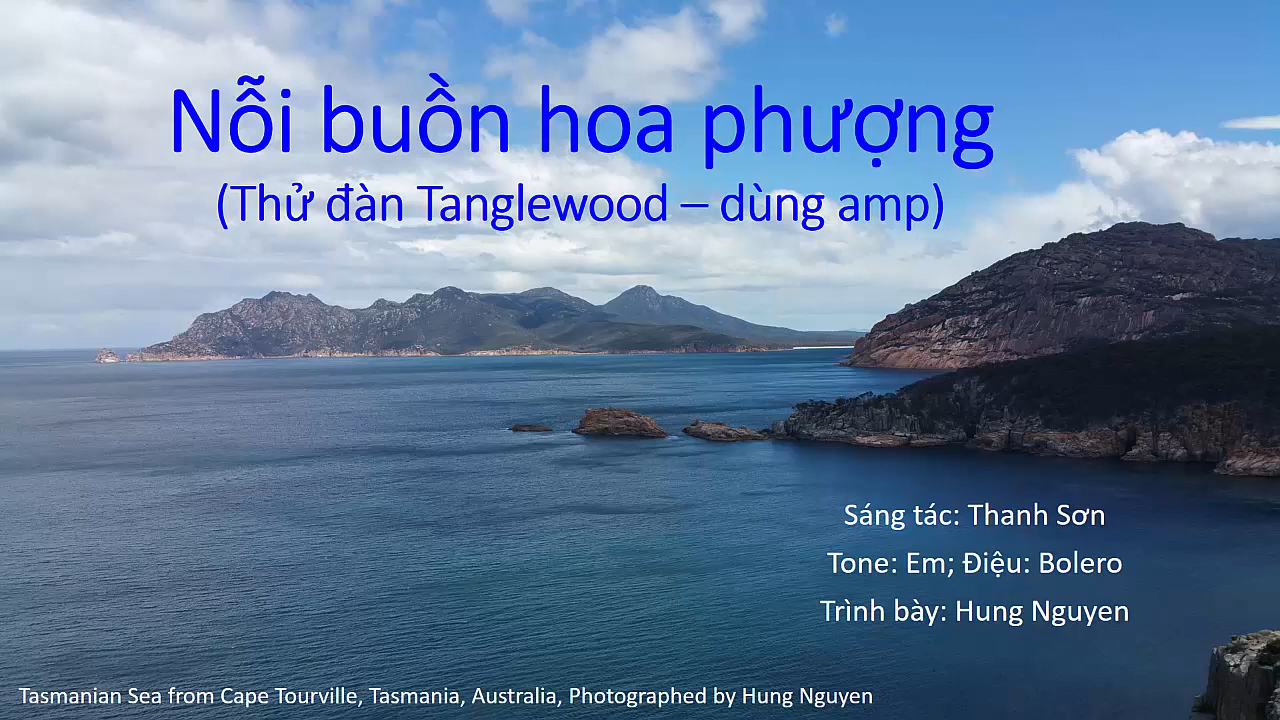 Nỗi buồn hoa phượng
(Thử đàn Tanglewood – dùng amp)
Sáng tác: Thanh Sơn
Tone: Em; Điệu: Bolero
Trình bày: Hung Nguyen
Tasmanian Sea from Cape Tourville, Tasmania, Australia, Photographed by Hung Nguyen